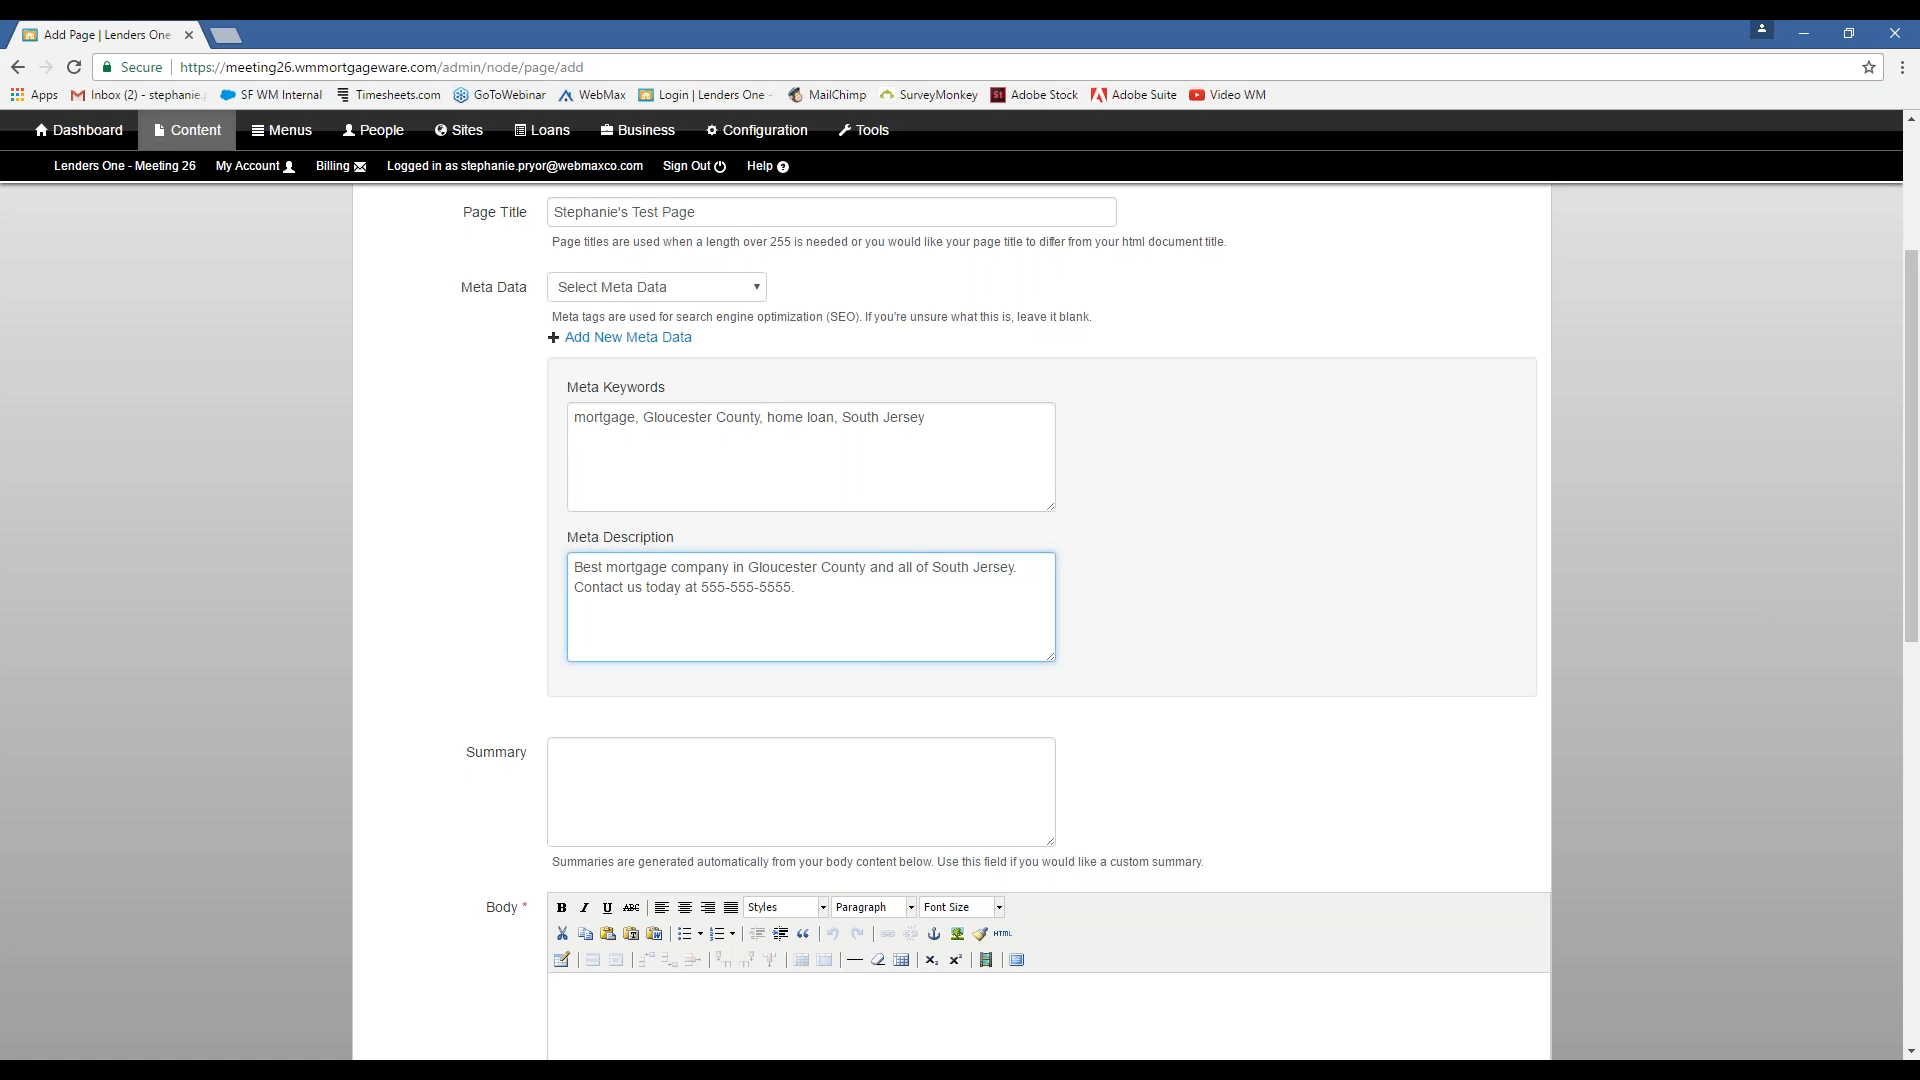 Add Page | Lenders One
Secure https://meeting26.wmmortgageware.com/admin/node/page/add
Apps Inbox (2) - stephanie. SF WM Internal Timesheets.com GoToWebinar WebMax Login | Lenders One - MailChimp SurveyMonkey St Adobe Stock Adobe Suite Video WM
Dashboard Content Menus People Sites Loans Business Configuration Tools
Lenders One - Meeting 26 My Account Billing Logged in as stephanie.pryor@webmaxco.com Sign Out Help ?
Page Title Stephanie's Test Page
Page titles are used when a length over 255 is needed or you would like your page title to differ from your html document title.
Meta Data Select Meta Data
Meta tags are used for search engine optimization (SEO). If you're unsure what this is, leave it blank.
Add New Meta Data
Meta Keywords
mortgage, Gloucester County, home loan, South Jersey
Meta Description
Best mortgage company in Gloucester County and all of South Jersey.
Contact us today at 555-555-5555.
Summary
Summaries are generated automatically from your body content below. Use this field if you would like a custom summary.
Body * B I U ABC Styles Paragraph Font Size
HTML